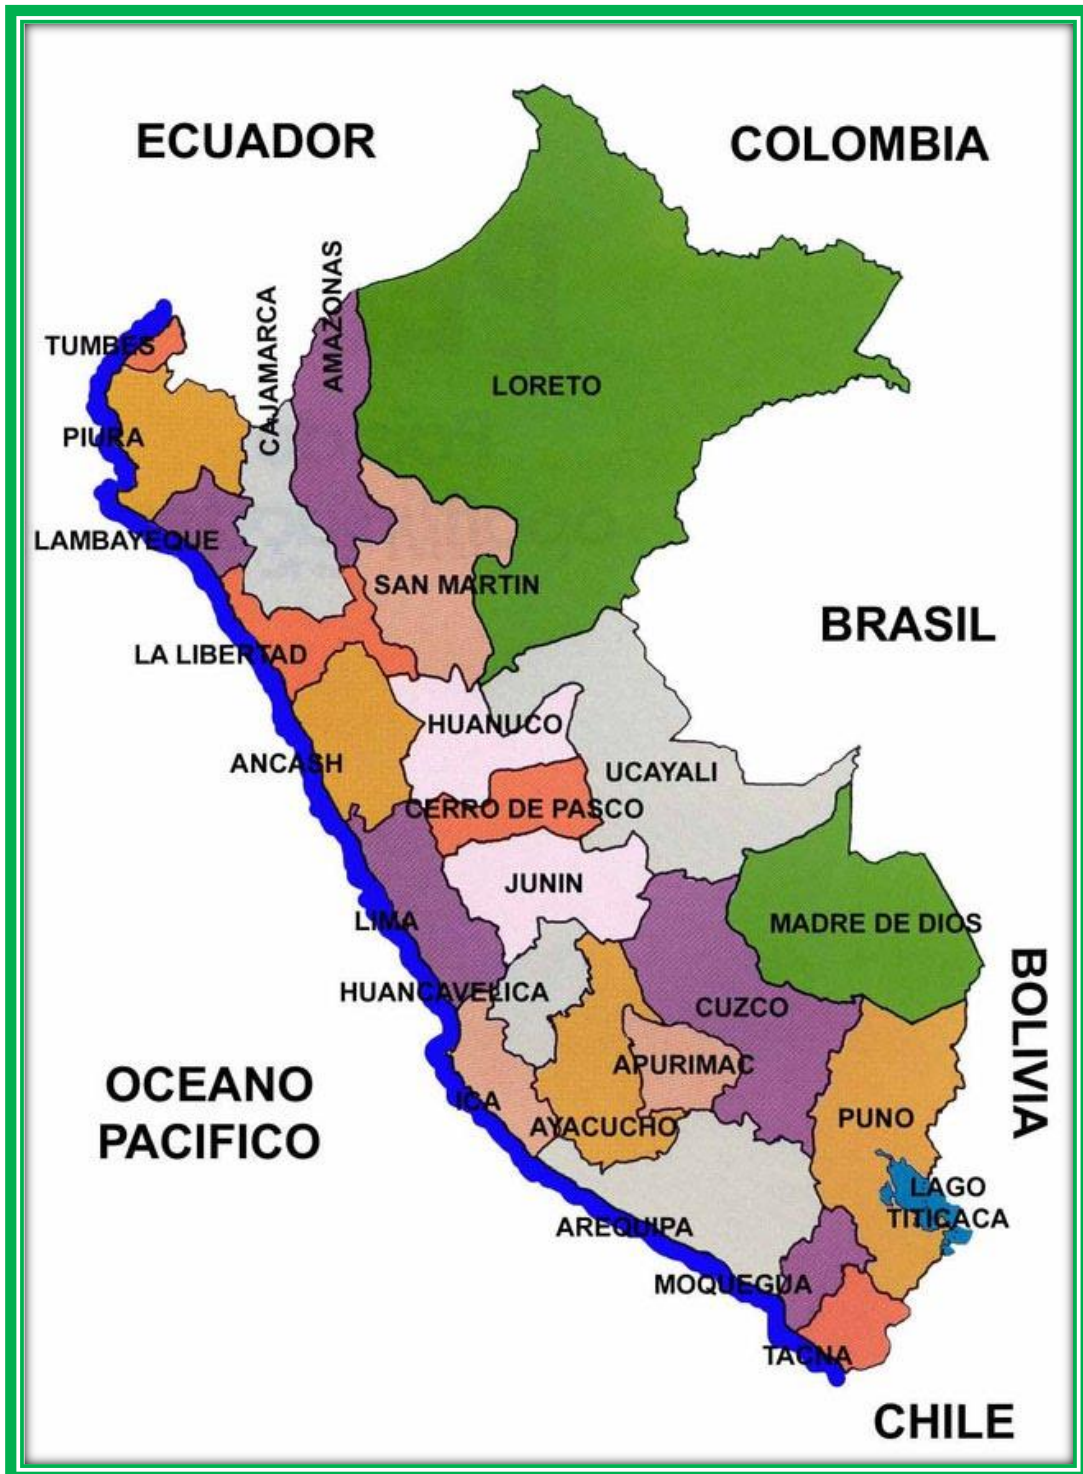 ECUADOR
COLOMBIA
AMAZONAS
CAJAMARCA
TUMBES
LORETO
PIURA
LAMBAYEQUE
SAN MARTIN
BRASIL
LA LIBERTAD
HUANUCO
ANCASH
UCAYALI
CERRO DE PASCO
JUNIN
LIMA
MADRE DE DIOS
HUANCAVELICA
CUZCO
BOLIVIA
APURIMAC
OCEANO
PACIFICO
ICA
AYACUCHO
PUNO
LAGO
TITICACA
AREQUIPA
MOQUEGUA
TACNA
CHILE